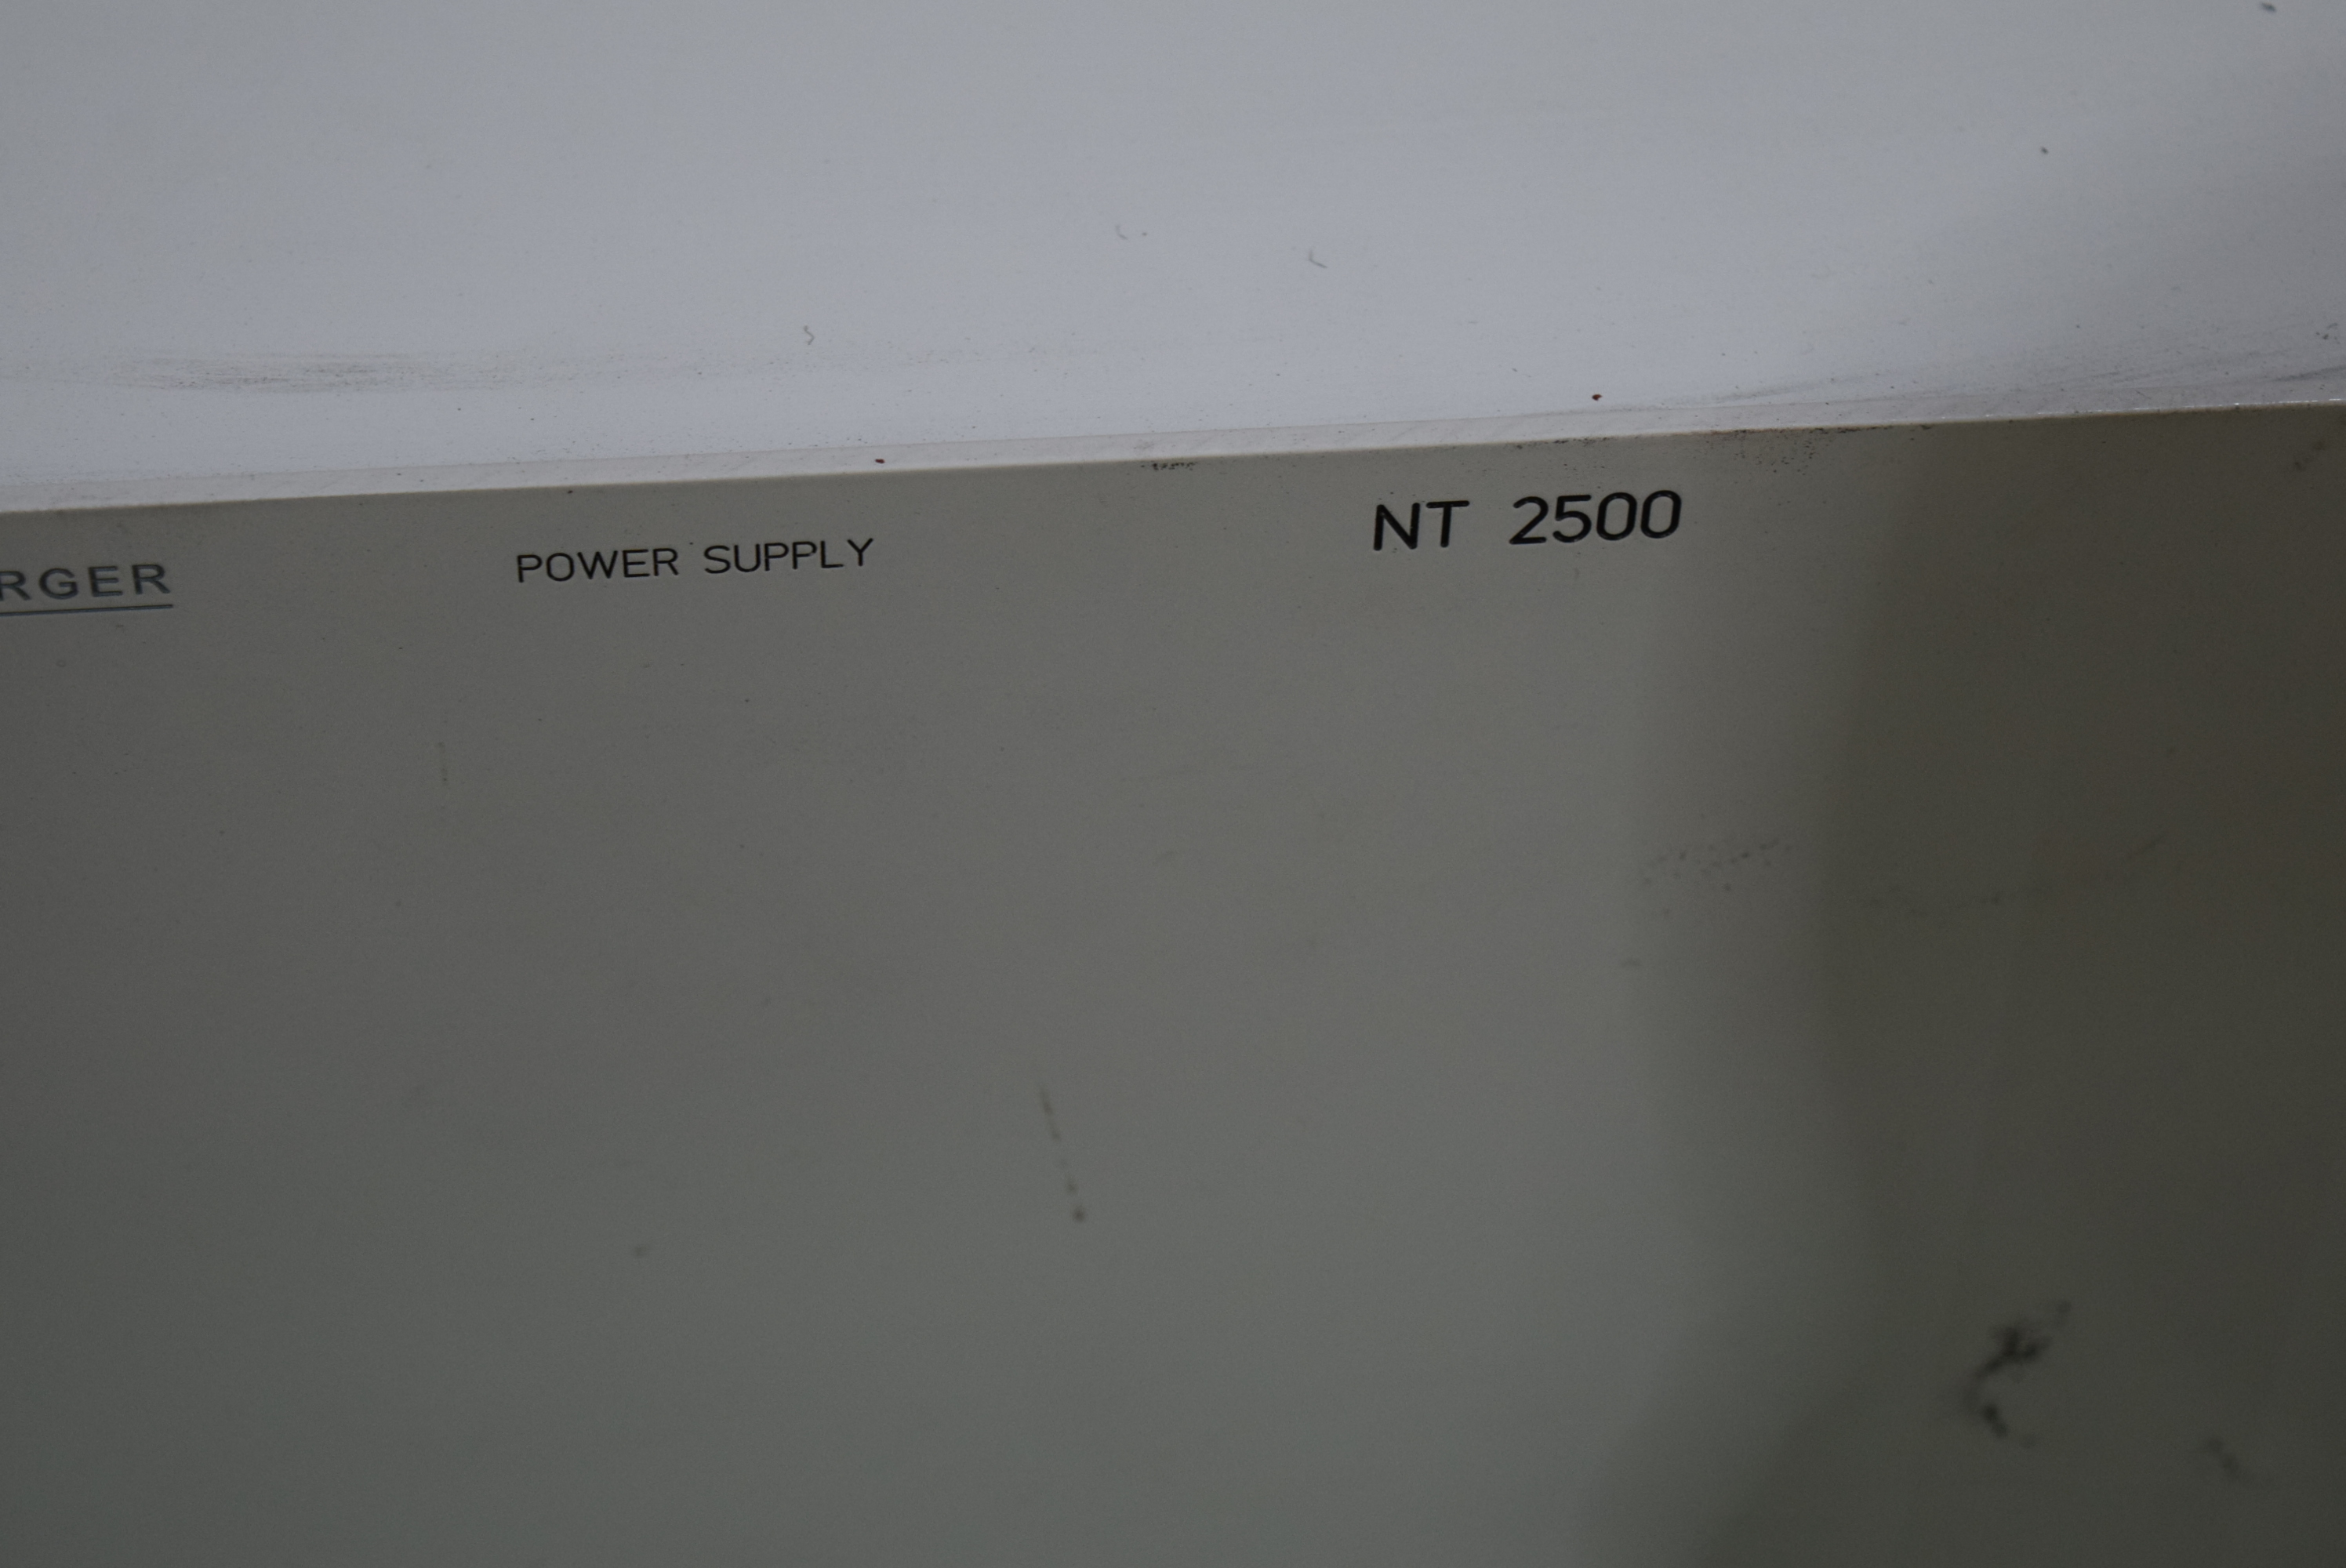 RGER POWER SUPPLY NT 2500